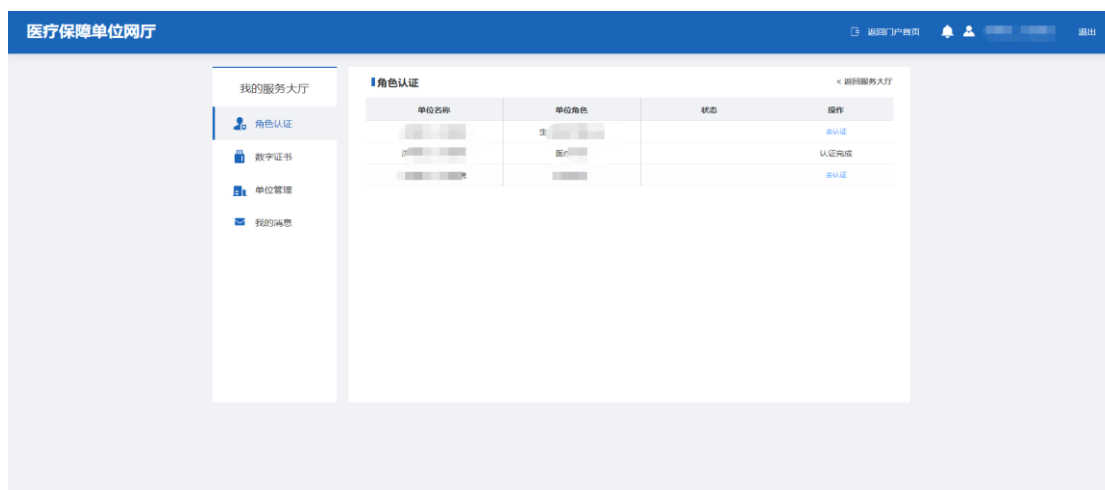 医疗保障单位网厅
返回门户首页 退出
我的服务大厅
角色认证
数字证书
单位管理
我的消息
角色认证 < 返回服务大厅
单位名称 单位角色 状态 操作
生 去认证
医疗 认证完成
去认证